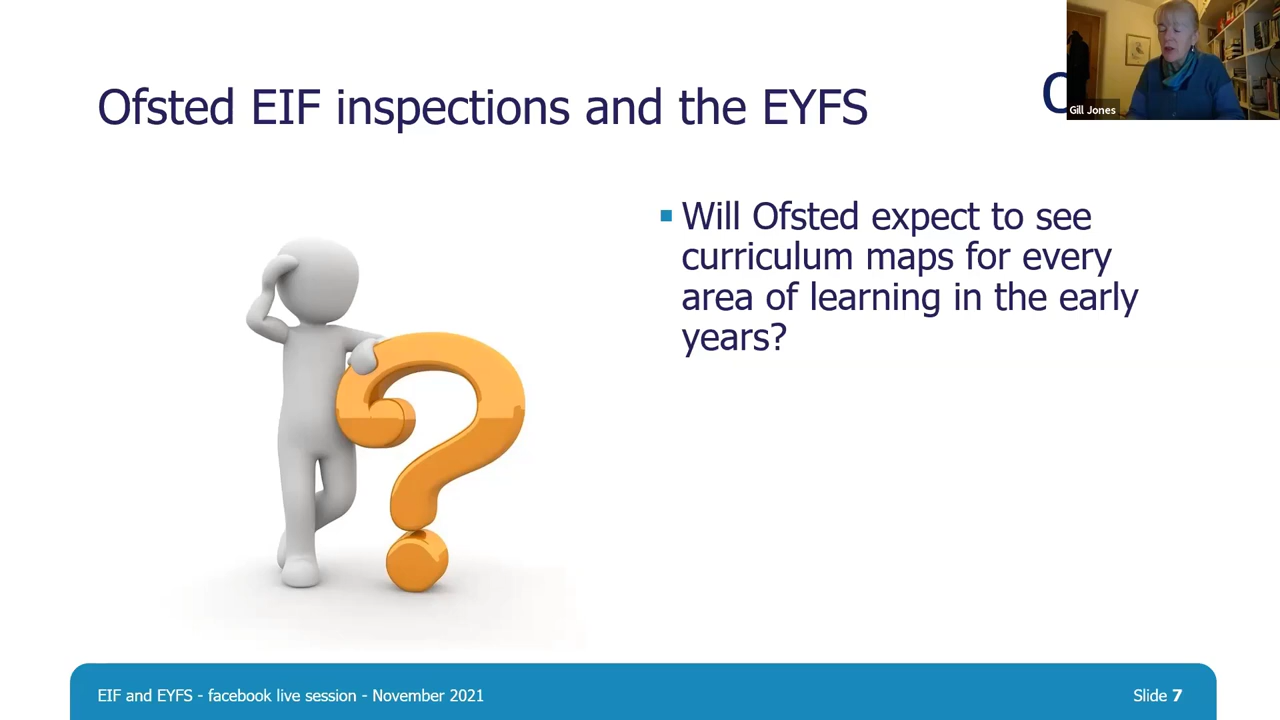 Ofsted EIF inspections and the EYFS
Gill Jones
Will Ofsted expect to see
curriculum maps for every
area of learning in the early
years?
EIF and EYFS - facebook live session - November 2021
Slide 7